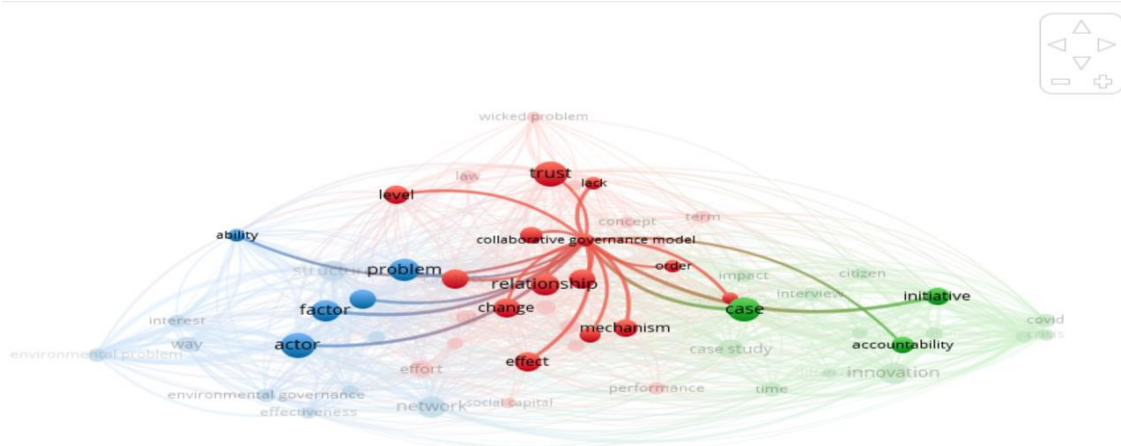 wicked problem
trust
law
lack
level
concept
term
ability
collaborative governance model
structure
problem
order
impact
citizen
relationship
interview
initiative
factor
change
case
interest
mechanism
covid
crisis
way
actor
accountability
case study
environmental problem
effect
effort
innovation
performance
time
environmental governance
network
social capital
effectiveness